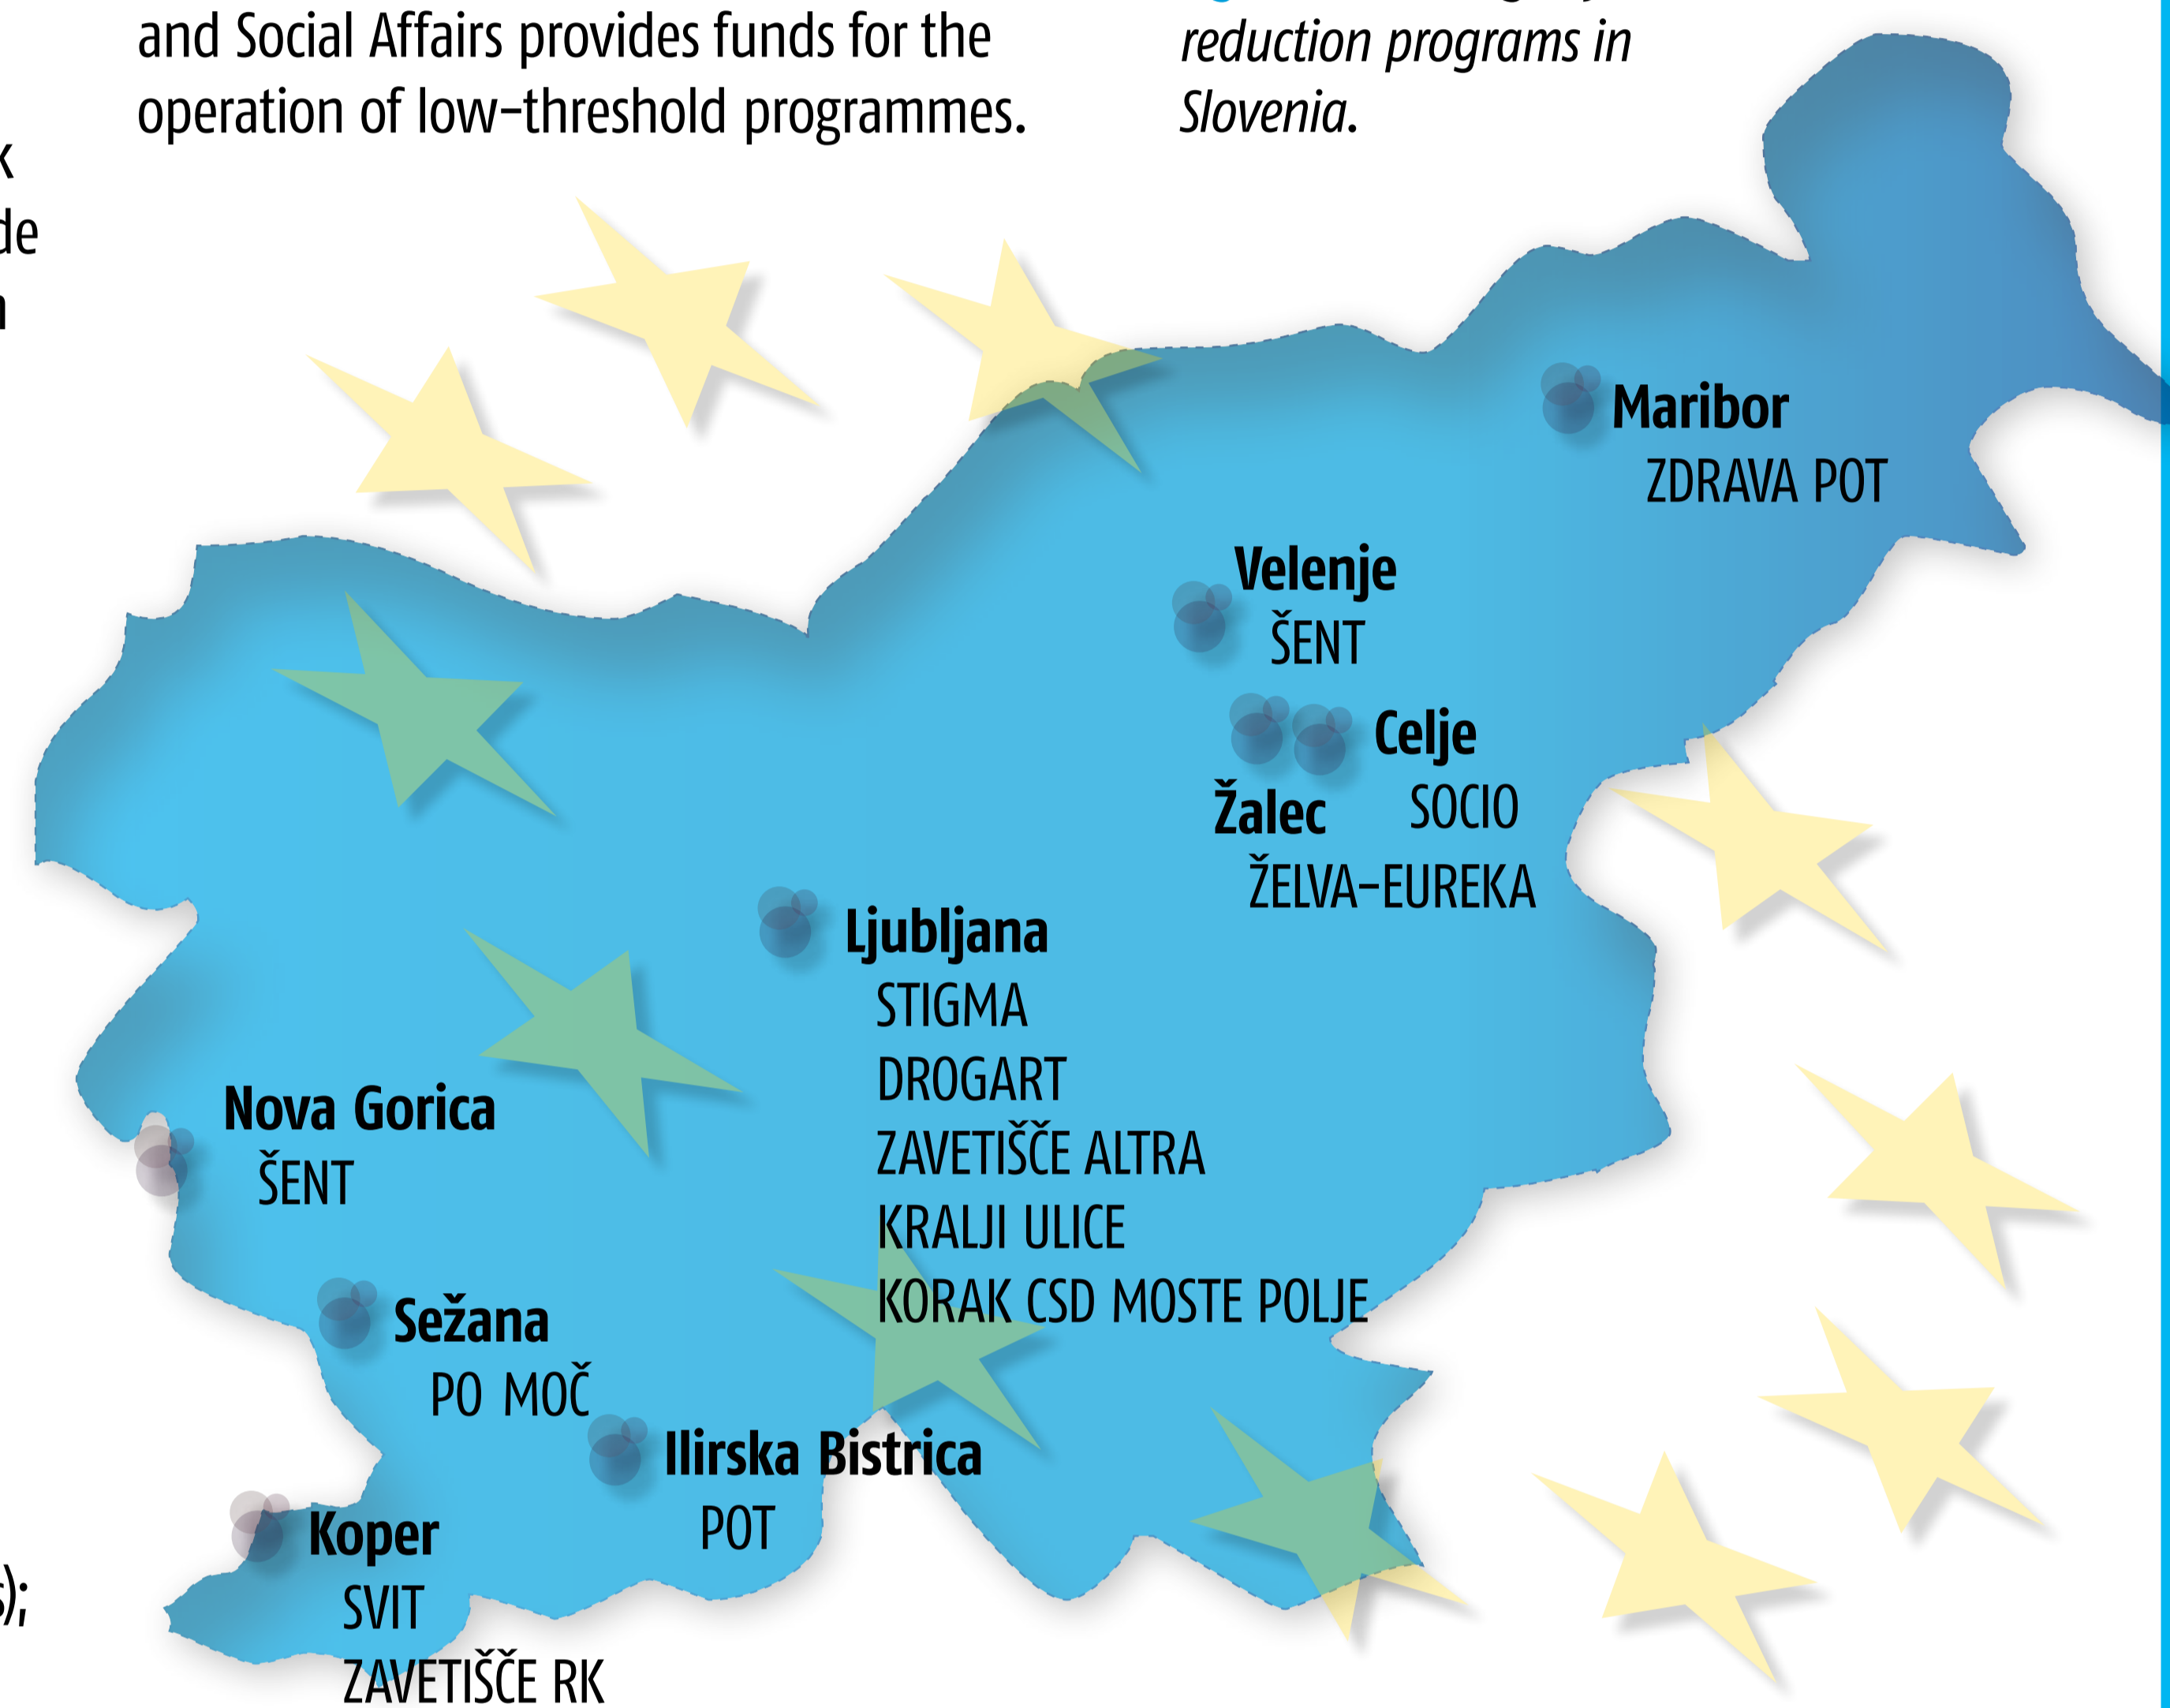 and Social Affairs provides funds for the
operation of low-threshold programmes.
de
s);
reduction programs in
Slovenia.
Maribor
ZDRAVA POT
Velenje
ŠENT
Celje
SOCIO
Žalec
ŽELVA-EUREKA
Ljubljana
STIGMA
DROGART
ZAVETIŠČE ALTRA
KRALJI ULICE
KORAK CSD MOSTE POLJE
Nova Gorica
ŠENT
Sežana
PO MOČ
Ilirska Bistrica
POT
Koper
SVIT
ZAVETIŠČE RK